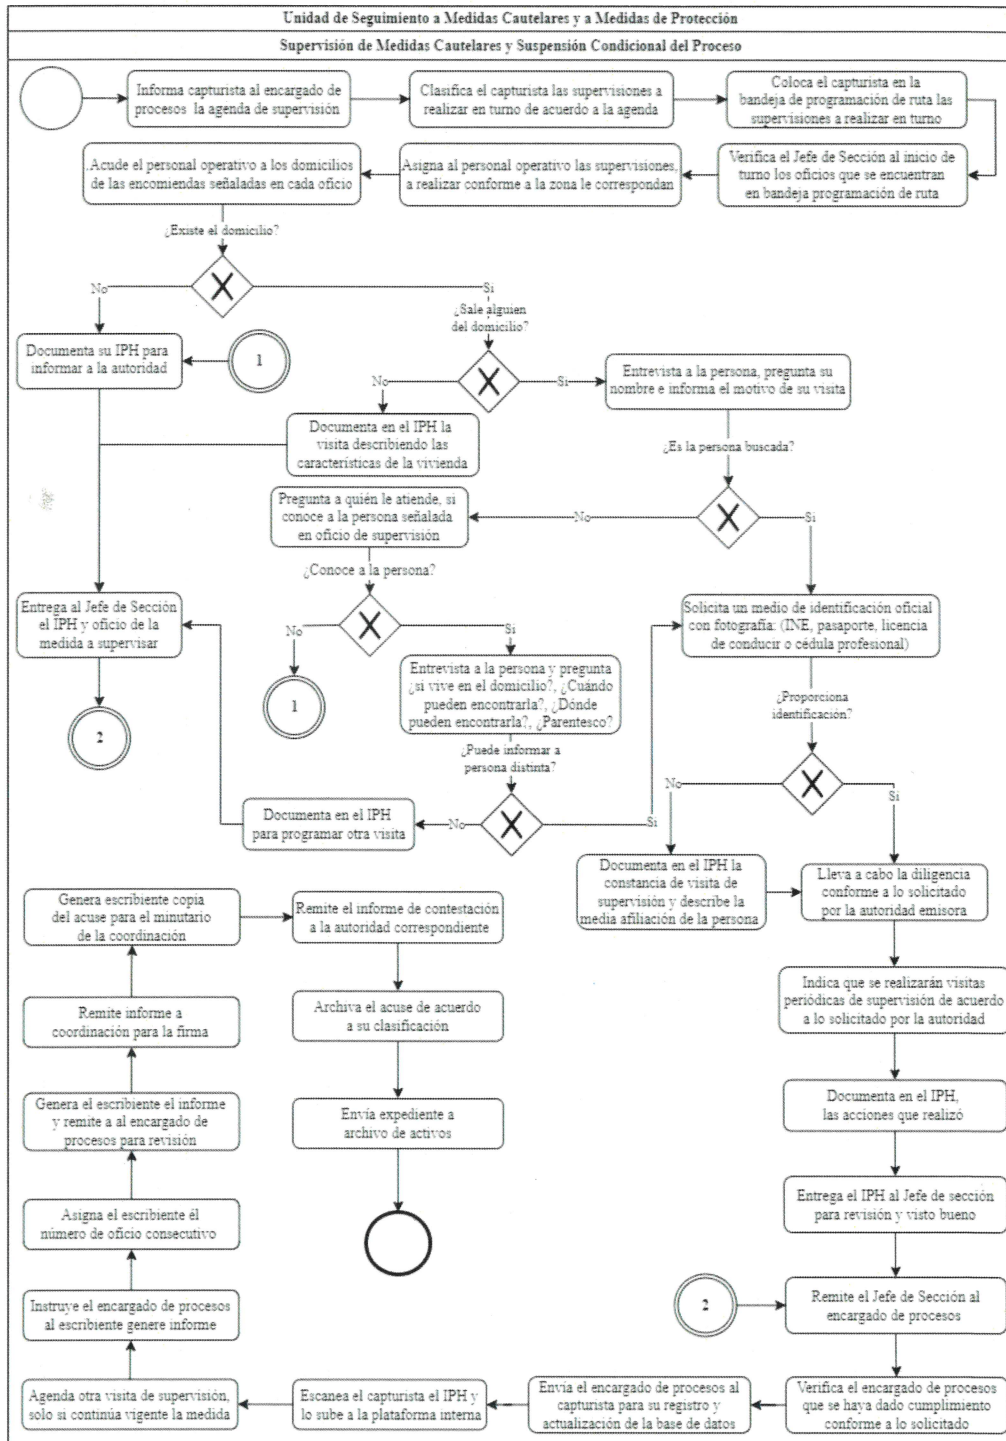 Unidad de Seguimiento a Medidas Cautelares y a Medidas de Protección
Supervisión de Medidas Cautelares y Suspensión Condicional del Proceso
Informa capturista al encargado de
procesos la agenda de supervisión
Clasifica el capturista las supervisiones a
realizar en turno de acuerdo a la agenda
Coloca el capturista en la
bandeja de programación de ruta las
supervisiones a realizar en turno
.Acude el personal operativo a los domicilios
de las encomiendas señaladas en cada oficio
Asigna al personal operativo las supervisiones,
a realizar conforme a la zona le correspondan
Verifica el Jefe de Sección al inicio de
turno los oficios que se encuentran
en bandeja programación de ruta
¿Existe el domicilio?
No
Si
¿Sale alguien
del domicilio?
Documenta su IPH para
informar a la autoridad
1
No
Si
Entrevista a la persona, pregunta su
nombre e informa el motivo de su visita
Documenta en el IPH la
visita describiendo las
características de la vivienda
¿Es la persona buscada?
Pregunta a quién le atiende, si
conoce a la persona señalada
en oficio de supervisión
No
Si
¿Conoce a la persona?
Entrega al Jefe de Sección
el IPH y oficio de la
medida a supervisar
No
Si
Solicita un medio de identificación oficial
con fotografía: (INE, pasaporte, licencia
de conducir o cédula profesional)
Entrevista a la persona y pregunta
¿si vive en el domicilio?, ¿Cuándo
pueden encontrarla?, ¿Dónde
pueden encontrarla?, ¿Parentesco?
1
2
¿Proporciona
identificación?
¿Puede informar a
persona distinta?
No
Si
Documenta en el IPH
para programar otra visita
No
Si
Documenta en el IPH la
constancia de visita de
supervisión y describe la
media afiliación de la persona
Lleva a cabo la diligencia
conforme a lo solicitado
por la autoridad emisora
Genera escribiente copia
del acuse para el minutario
de la coordinación
Remite el informe de contestación
a la autoridad correspondiente
Indica que se realizarán visitas
periódicas de supervisión de acuerdo
a lo solicitado por la autoridad
Remite informe a
coordinación para la firma
Archiva el acuse de acuerdo
a su clasificación
Documenta en el IPH,
las acciones que realizó
Genera el escribiente el informe
y remite a al encargado de
procesos para revisión
Envía expediente a
archivo de activos
Entrega el IPH al Jefe de sección
para revisión y visto bueno
Asigna el escribiente él
número de oficio consecutivo
2
Remite el Jefe de Sección al
encargado de procesos
Instruye el encargado de procesos
al escribiente genere informe
Agenda otra visita de supervisión,
solo si continúa vigente la medida
Escanea el capturista el IPH y
lo sube a la plataforma interna
Envía el encargado de procesos al
capturista para su registro y
actualización de la base de datos
Verifica el encargado de procesos
que se haya dado cumplimiento
conforme a lo solicitado